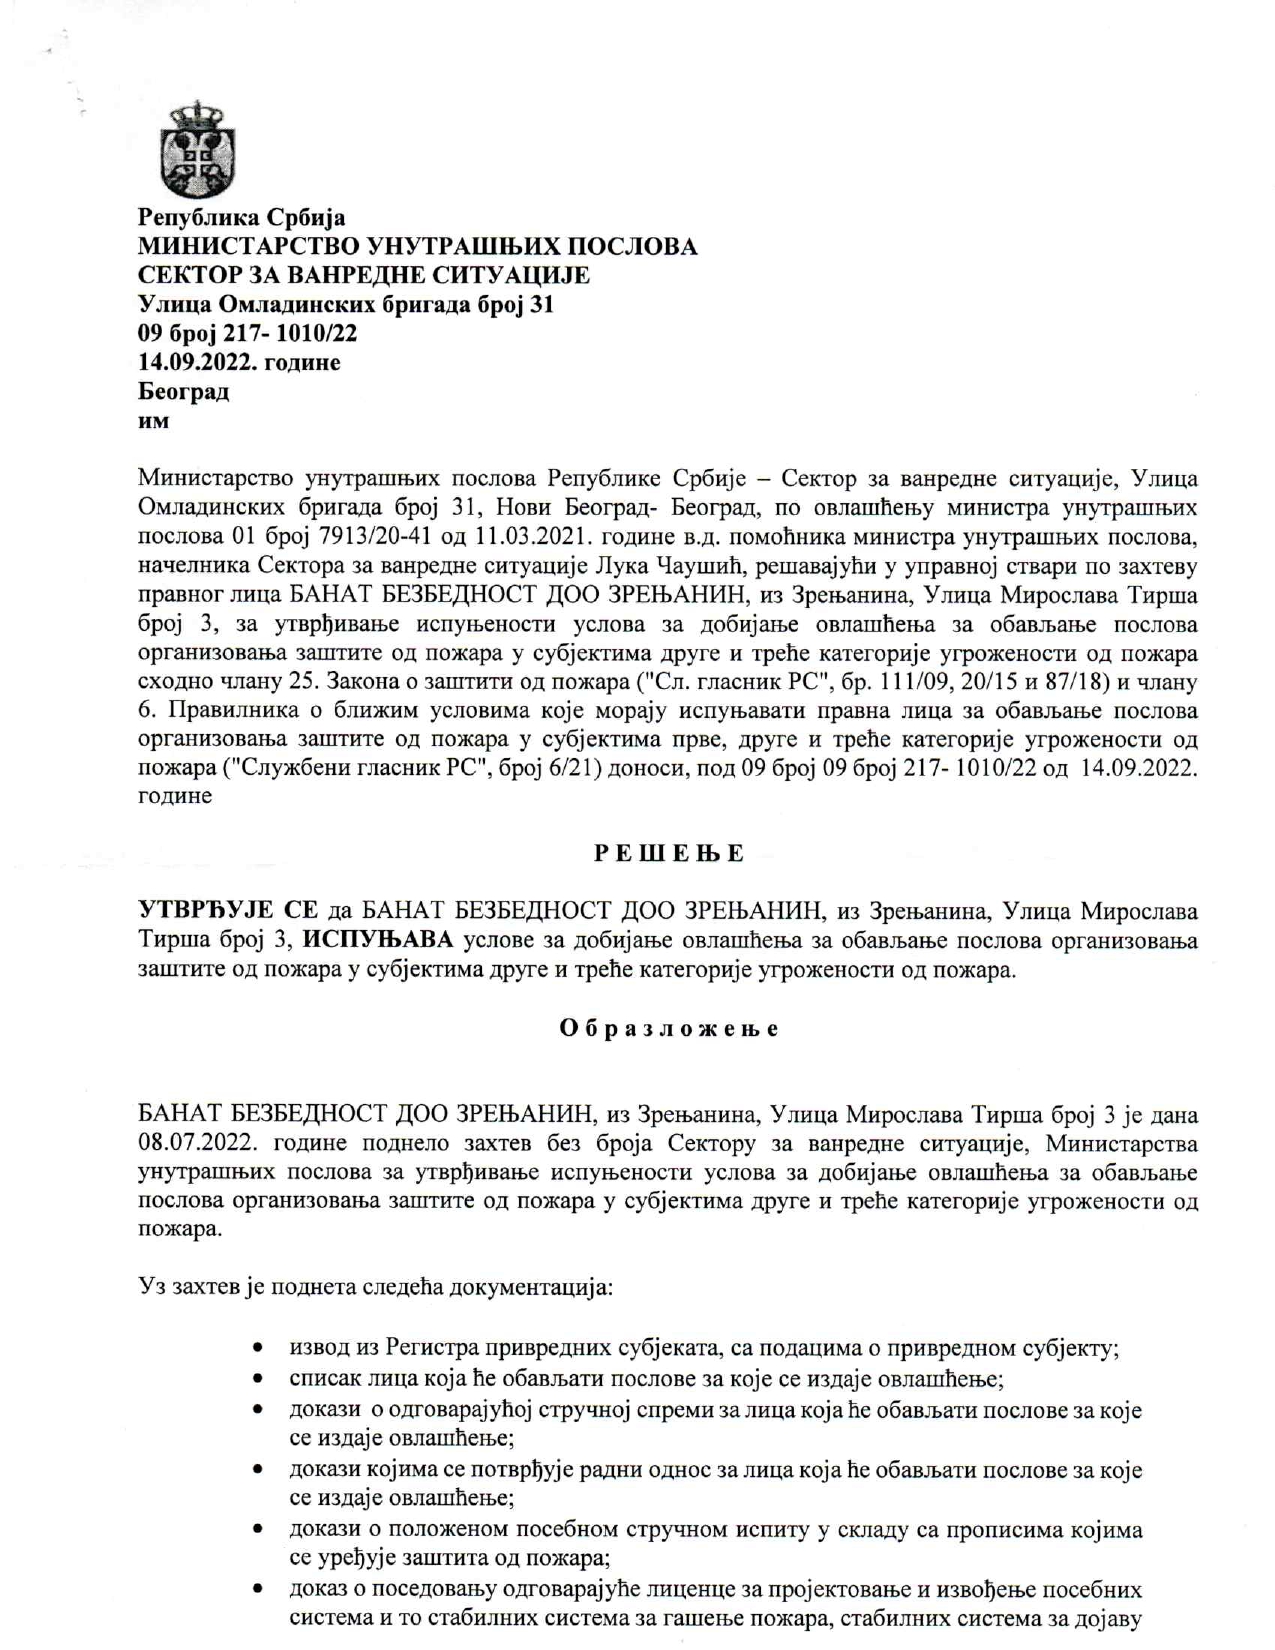 Република Србија
МИНИСТАРСТВО УНУТРАШЊИХ ПОСЛОВА
СЕКТОР ЗА ВАНРЕДНЕ СИТУАЦИЈЕ
Улица Омладинских бригада број 31
09 број 217- 1010/22
14.09.2022. године
Београд
им
Министарство унутрашњих послова Републике Србије – Сектор за ванредне ситуације, Улица
Омладинских бригада број 31, Нови Београд- Београд, по овлашћењу министра унутрашњих
послова 01 број 7913/20-41 од 11.03.2021. године в.д. помоћника министра унутрашњих послова,
начелника Сектора за ванредне ситуације Лука Чаушић, решавајући у управној ствари по захтеву
правног лица БАНАТ БЕЗБЕДНОСТ ДОО ЗРЕЊАНИН, из Зрењанина, Улица Мирослава Тирша
број 3, за утврђивање испуњености услова за добијање овлашћења за обављање послова
организовања заштите од пожара у субјектима друге и треће категорије угрожености од пожара
сходно члану 25. Закона о заштити од пожара ("Сл. гласник РС", бр. 111/09, 20/15 и 87/18) и члану
6. Правилника о ближим условима које морају испуњавати правна лица за обављање послова
организовања заштите од пожара у субјектима прве, друге и треће категорије угрожености од
пожара ("Службени гласник РС", број 6/21) доноси, под 09 број 09 број 217- 1010/22 од 14.09.2022.
године
Р Е Ш Е Њ Е
УТВРЂУЈЕ СЕ да БАНАТ БЕЗБЕДНОСТ ДОО ЗРЕЊАНИН, из Зрењанина, Улица Мирослава
Тирша број 3, ИСПУЊАВА услове за добијање овлашћења за обављање послова организовања
заштите од пожара у субјектима друге и треће категорије угрожености од пожара.
О б р а з л о ж е њ е
БАНАТ БЕЗБЕДНОСТ ДОО ЗРЕЊАНИН, из Зрењанина, Улица Мирослава Тирша број 3 је дана
08.07.2022. године поднело захтев без броја Сектору за ванредне ситуације, Министарства
унутрашњих послова за утврђивање испуњености услова за добијање овлашћења за обављање
послова организовања заштите од пожара у субјектима друге и треће категорије угрожености од
пожара.
Уз захтев је поднета следећа документација:
• извод из Регистра привредних субјеката, са подацима о привредном субјекту;
• списак лица која ће обављати послове за које се издаје овлашћење;
• докази о одговарајућој стручној спреми за лица која ће обављати послове за које
се издаје овлашћење;
• докази којима се потврђује радни однос за лица која ће обављати послове за које
се издаје овлашћење;
• докази о положеном посебном стручном испиту у складу са прописима којима
се уређује заштита од пожара;
• доказ о поседовању одговарајуће лиценце за пројектовање и извођење посебних
система и то стабилних система за гашење пожара, стабилних система за дојаву